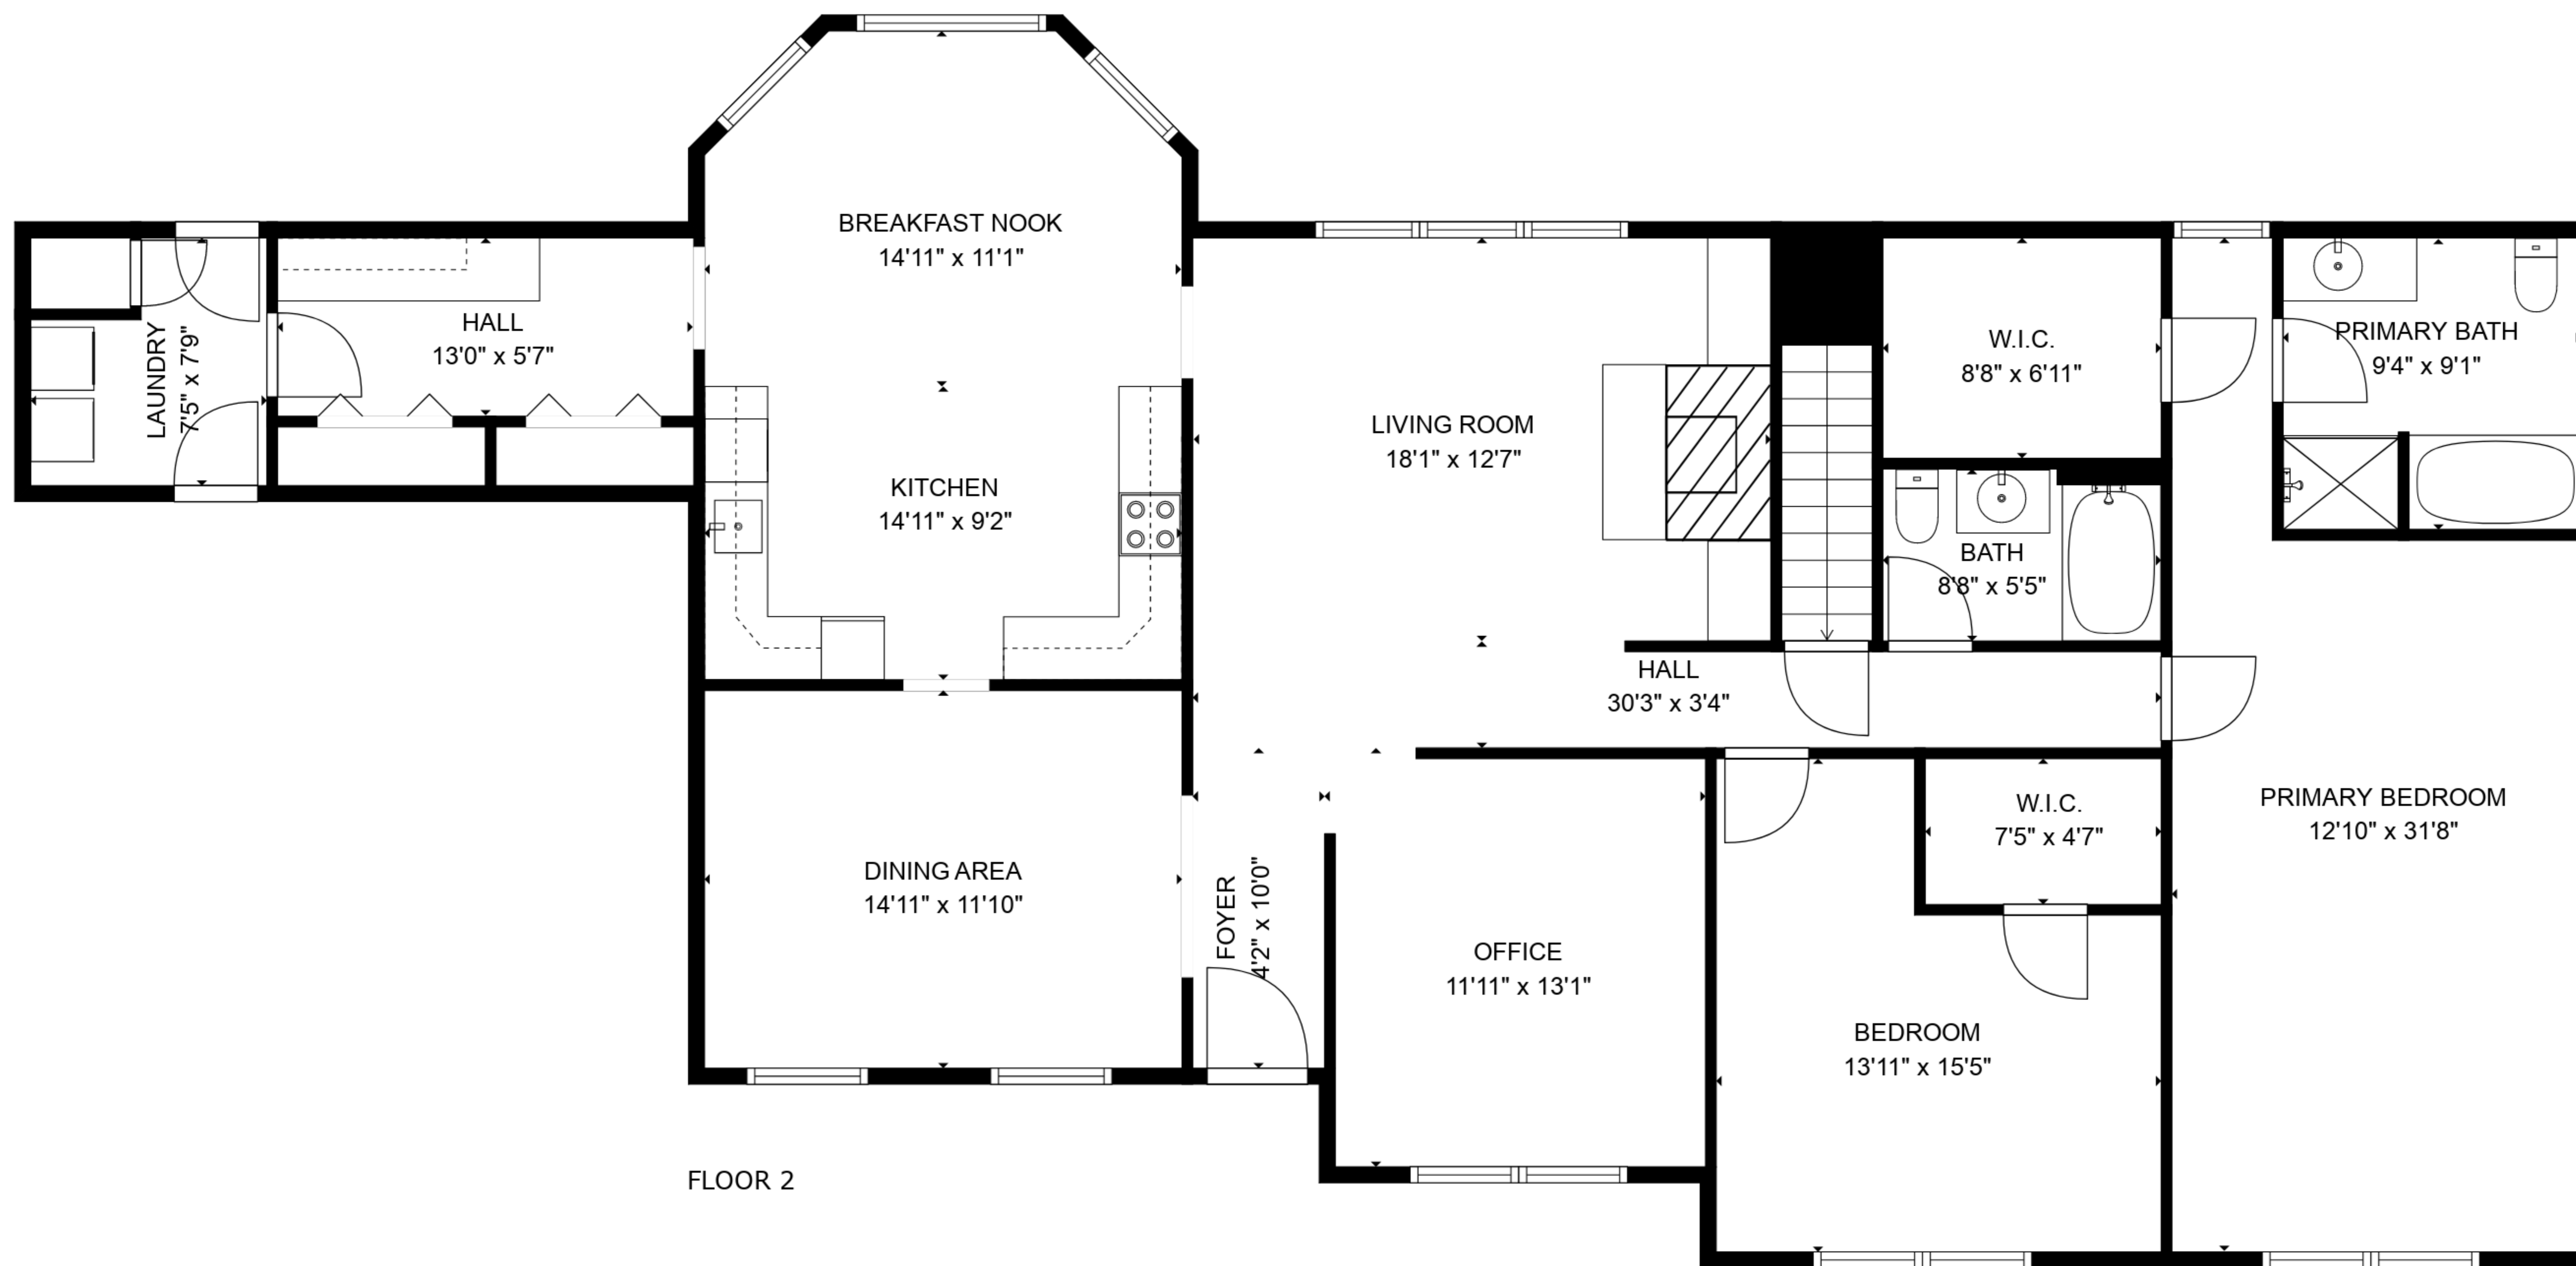 BREAKFAST NOOK
14'11" x 11'1"
HALL
13'0" x 5'7"
LAUNDRY
7'5" x 7'9"
KITCHEN
14'11" x 9'2"
LIVING ROOM
18'1" x 12'7"
W.I.C.
8'8" x 6'11"
PRIMARY BATH
9'4" x 9'1"
BATH
8'8" x 5'5"
HALL
30'3" x 3'4"
DINING AREA
14'11" x 11'10"
FOYER
4'2" x 10'0"
OFFICE
11'11" x 13'1"
W.I.C.
7'5" x 4'7"
PRIMARY BEDROOM
12'10" x 31'8"
BEDROOM
13'11" x 15'5"
FLOOR 2